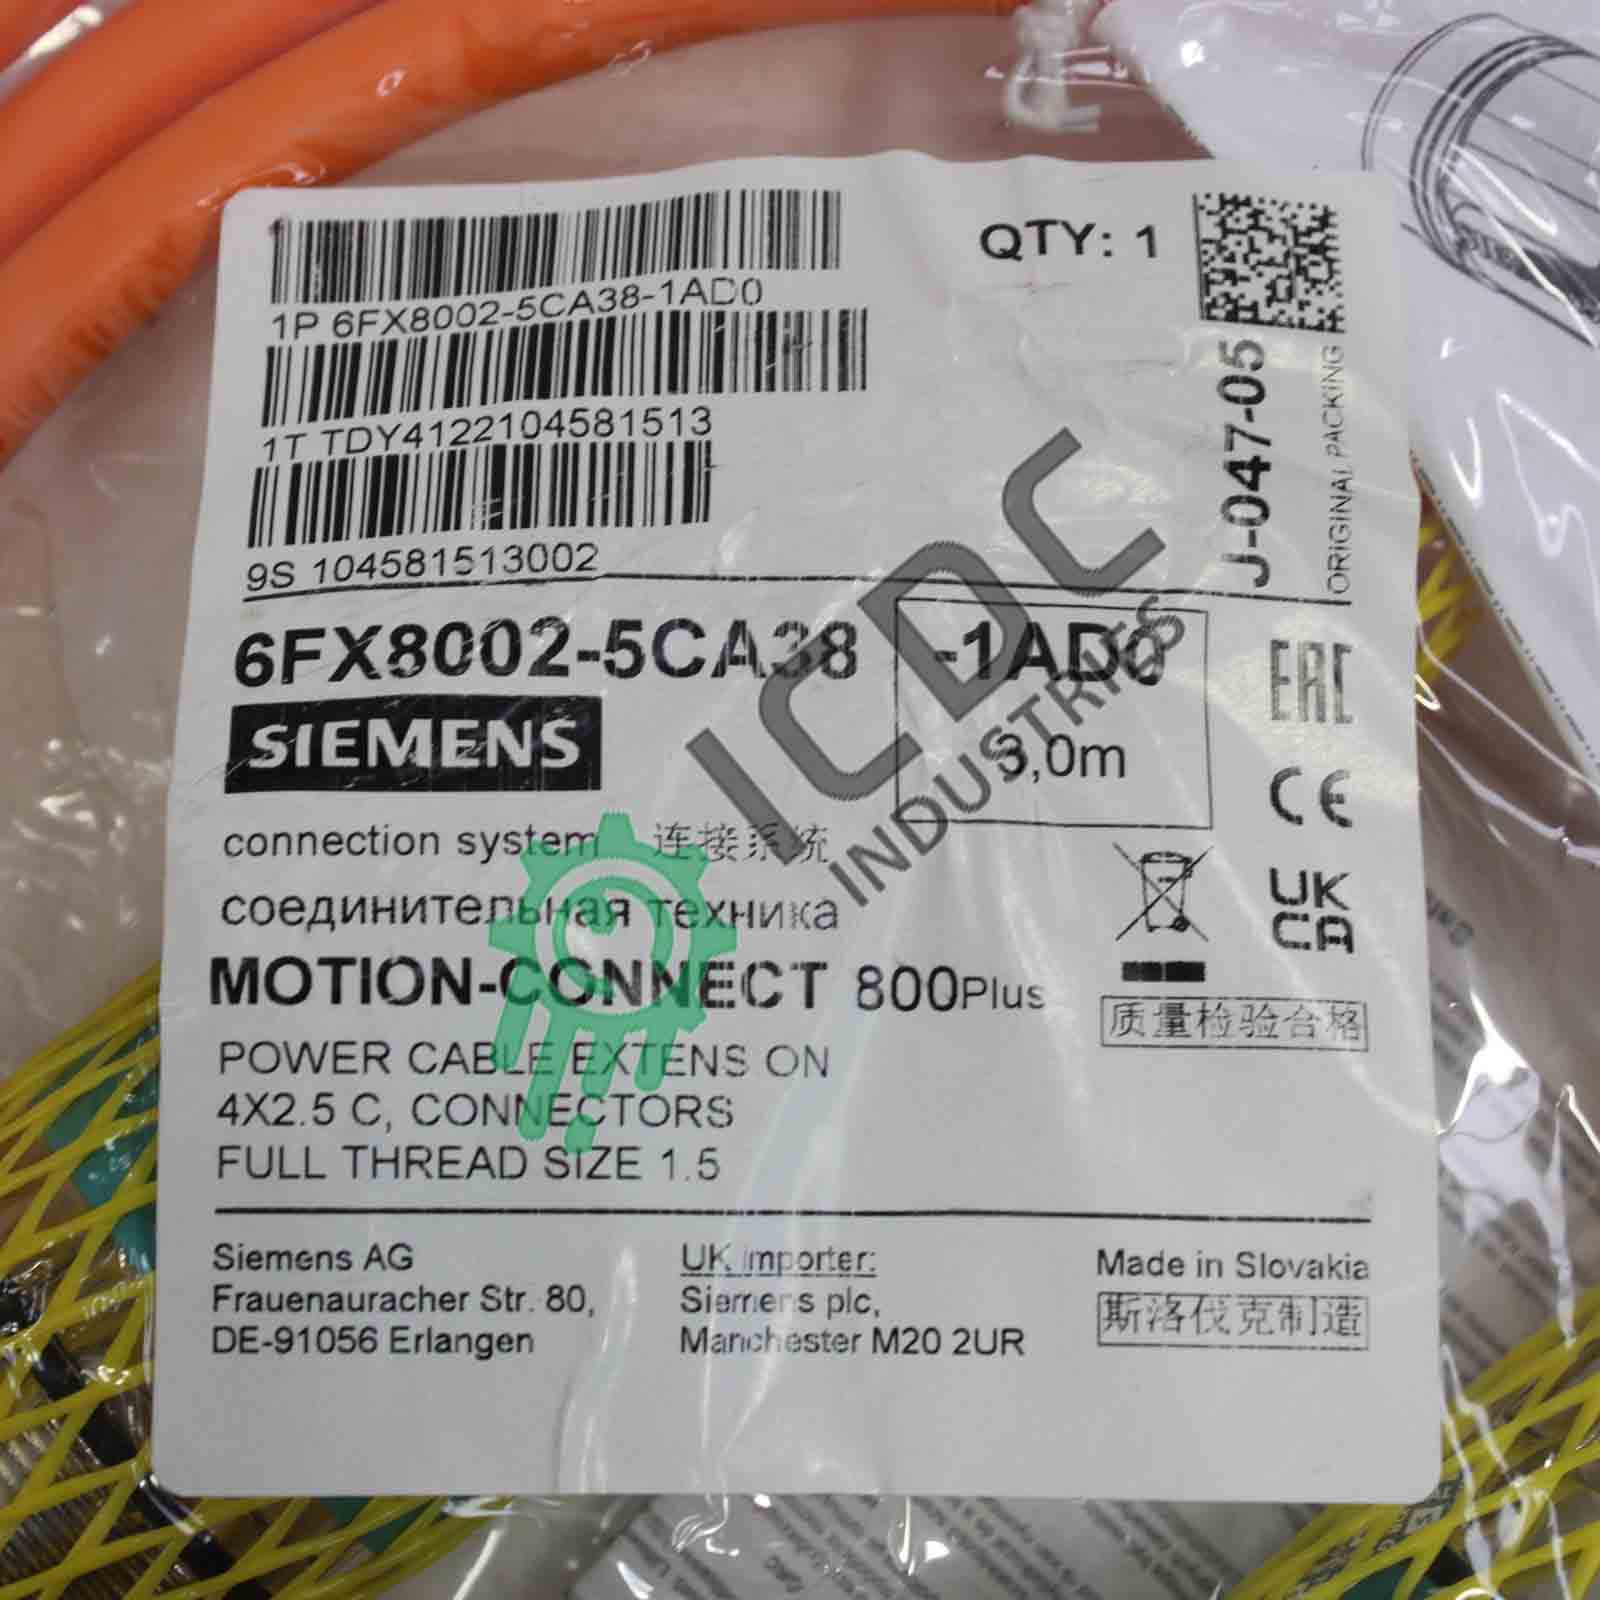 QTY: 1
1P 6FX8002-5CA38-1AD0
1T TDY4122104581513
9S 104581513002
J-047-05
ORIGINAL PACKING
6FX8002-5CA38 -1AD0
3,0m
SIEMENS
connection system 连接系统
соединительная техника
MOTION-CONNECT 800Plus
POWER CABLE EXTENS ON
4X2.5 C, CONNECTORS
FULL THREAD SIZE 1.5
EAC
CE
UK
CA
质量检验合格
Siemens AG
Frauenauracher Str. 80,
DE-91056 Erlangen
UK Importer:
Siemens plc,
Manchester M20 2UR
Made in Slovakia
斯洛伐克制造
ICDC
INDUSTRIES